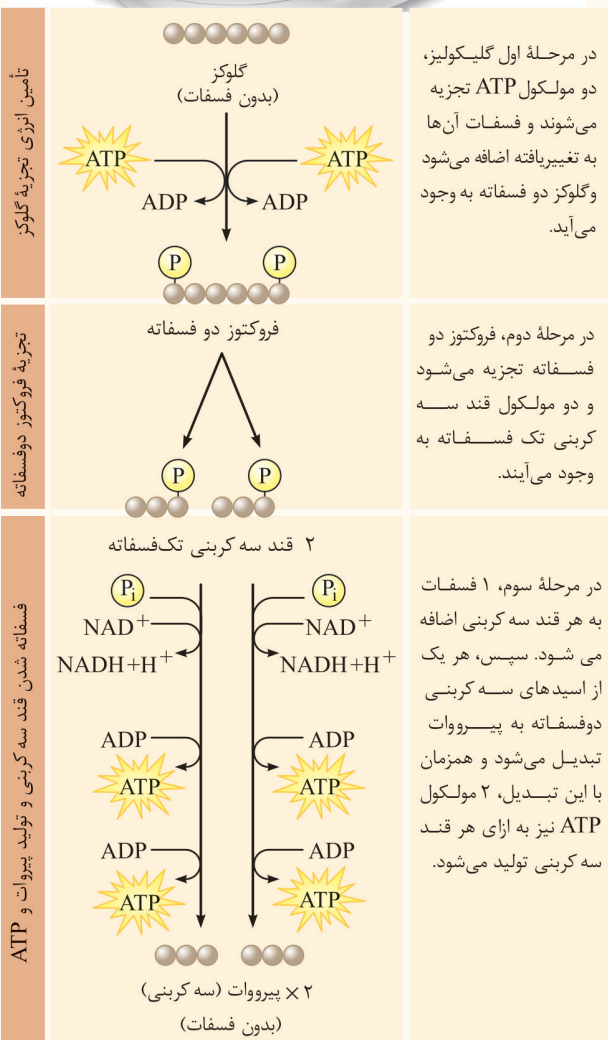 در مرحلهٔ اول گلیکولیز،
دو مولکول ATP تجزیه
می‌شوند و فسفات آن‌ها
به تغییریافته اضافه می‌شود
وگلوکز دو فسفاته به وجود
می‌آید.
تأمین انرژی تجزیهٔ گلوکز
گلوکز
(بدون فسفات)
ATP
ATP
ADP
ADP
P
P
فروکتوز دو فسفاته
در مرحلهٔ دوم، فروکتوز دو
فسفاته تجزیه می‌شود
و دو مولکول قند سه
کربنی تک فسفاته به
وجود می‌آیند.
تجزیهٔ فروکتوز دوفسفاته
P
P
۲ قند سه کربنی تک‌فسفاته
در مرحلهٔ سوم، ۱ فسفات
به هر قند سه کربنی اضافه
می شود. سپس، هر یک
از اسیدهای سه کربنی
دوفسفاته به پیرووات
تبدیل می‌شود و همزمان
با این تبدیل، ۲ مولکول
ATP نیز به ازای هر قند
سه کربنی تولید می‌شود.
فسفاته شدن قند سه کربنی و تولید پیروات و ATP
Pi
Pi
NAD+
NAD+
NADH+H+
NADH+H+
ADP
ADP
ATP
ATP
ADP
ADP
ATP
ATP
۲ × پیرووات (سه کربنی)
(بدون فسفات)